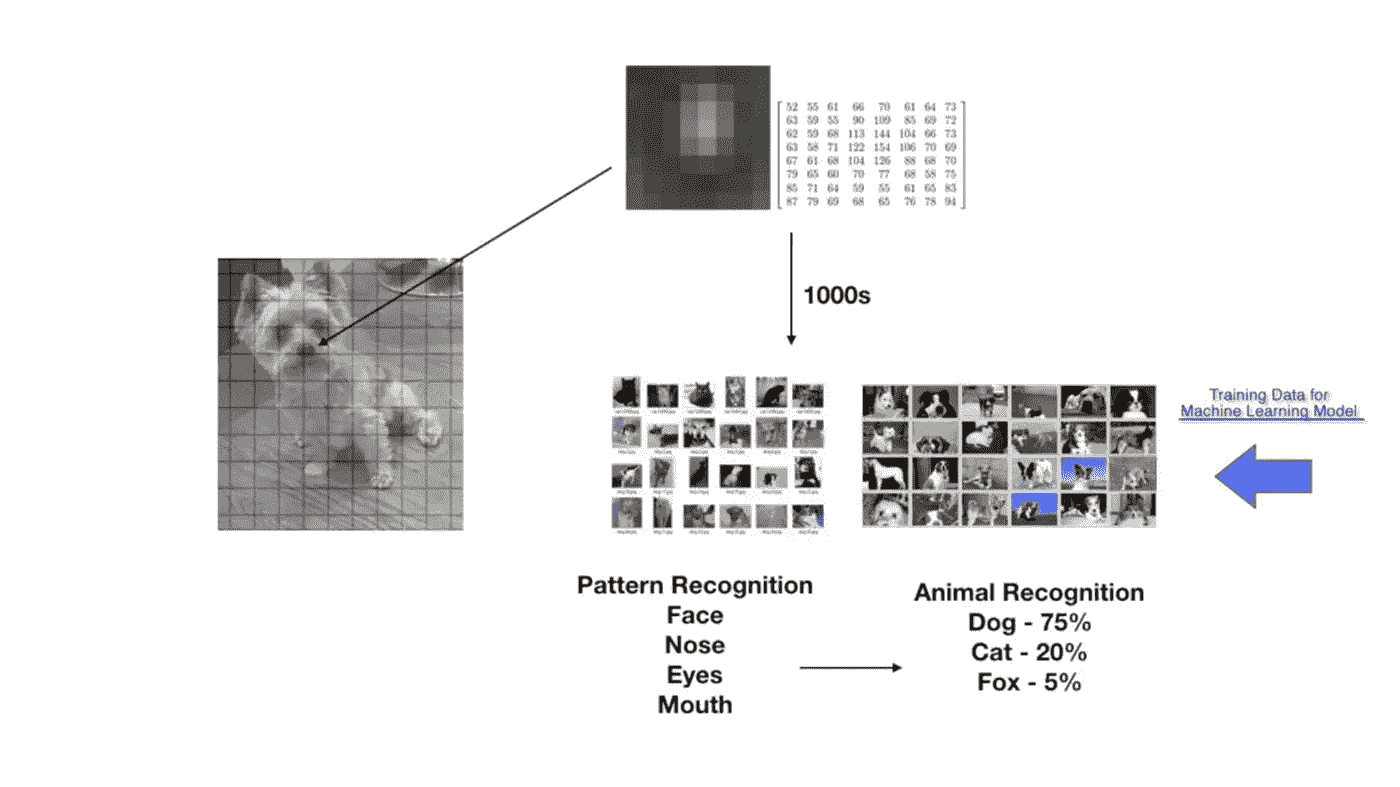 52 55 61 66 70 61 64 73
63 59 55 90 109 85 69 72
62 59 68 113 144 104 66 73
63 58 71 122 154 106 70 69
67 61 68 104 126 88 68 70
79 65 60 70 77 68 58 75
85 71 64 59 55 61 65 83
87 79 69 68 65 76 78 94
1000s
Training Data for
Machine Learning Model
Pattern Recognition
Face
Nose
Eyes
Mouth
Animal Recognition
Dog - 75%
Cat - 20%
Fox - 5%